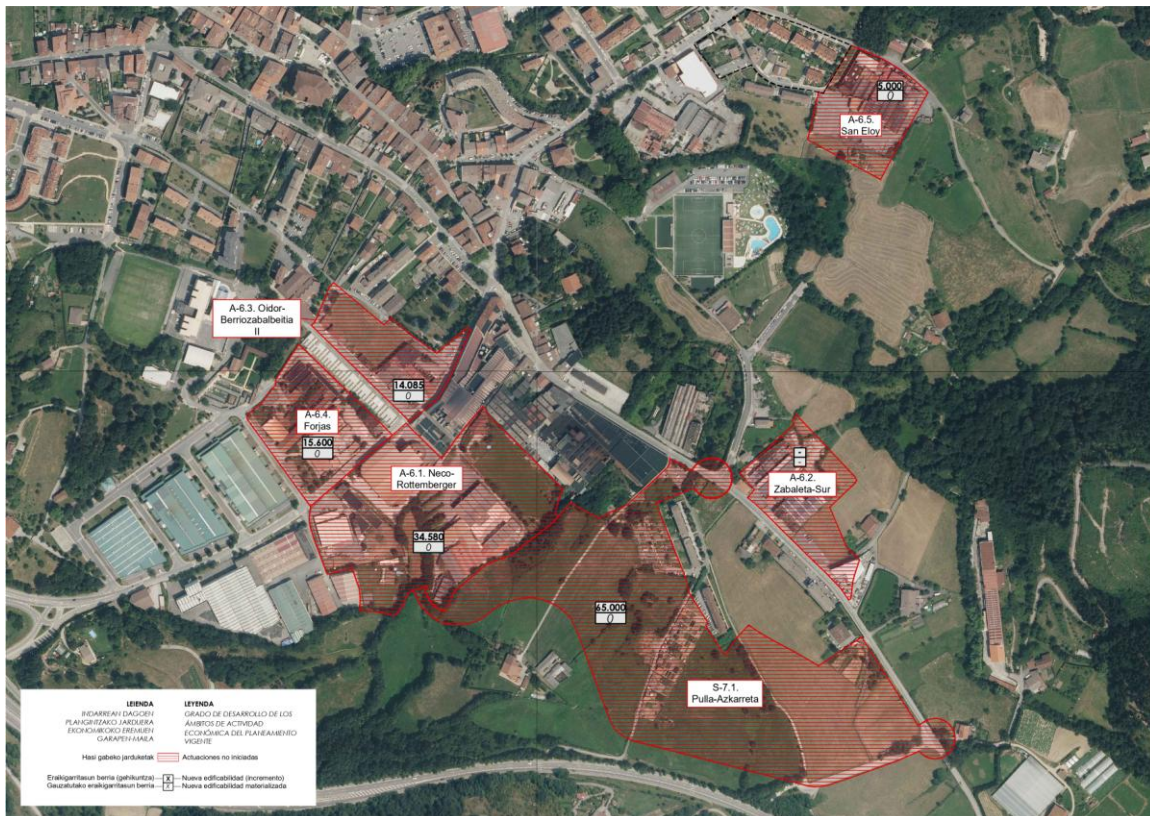 5.000
0
A-6.5.
San Eloy
A-6.3. Oidor-
Berriozabalbeitia
II
14.085
0
A-6.4.
Forjas
15.600
0
A-6.1. Neco-
Rottemberger
34.580
0
-
-
A-6.2.
Zabaleta-Sur
65.000
0
S-7.1.
Pulla-Azkarreta
LEIENDA
INDARREAN DAGOEN
PLANGINTZAKO JARDUERA
EKONOMIKOKO EREMUEN
GARAPEN-MAILA
LEYENDA
GRADO DE DESARROLLO DE LOS
ÁMBITOS DE ACTIVIDAD
ECONÓMICA DEL PLANEAMIENTO
VIGENTE
Hasi gabeko jarduketak Actuaciones no iniciadas
Eraikigarritasun berria (gehikuntza) X Nueva edificabilidad (incremento)
Gauzatutako eraikigarritasun berria Nueva edificabilidad materializada